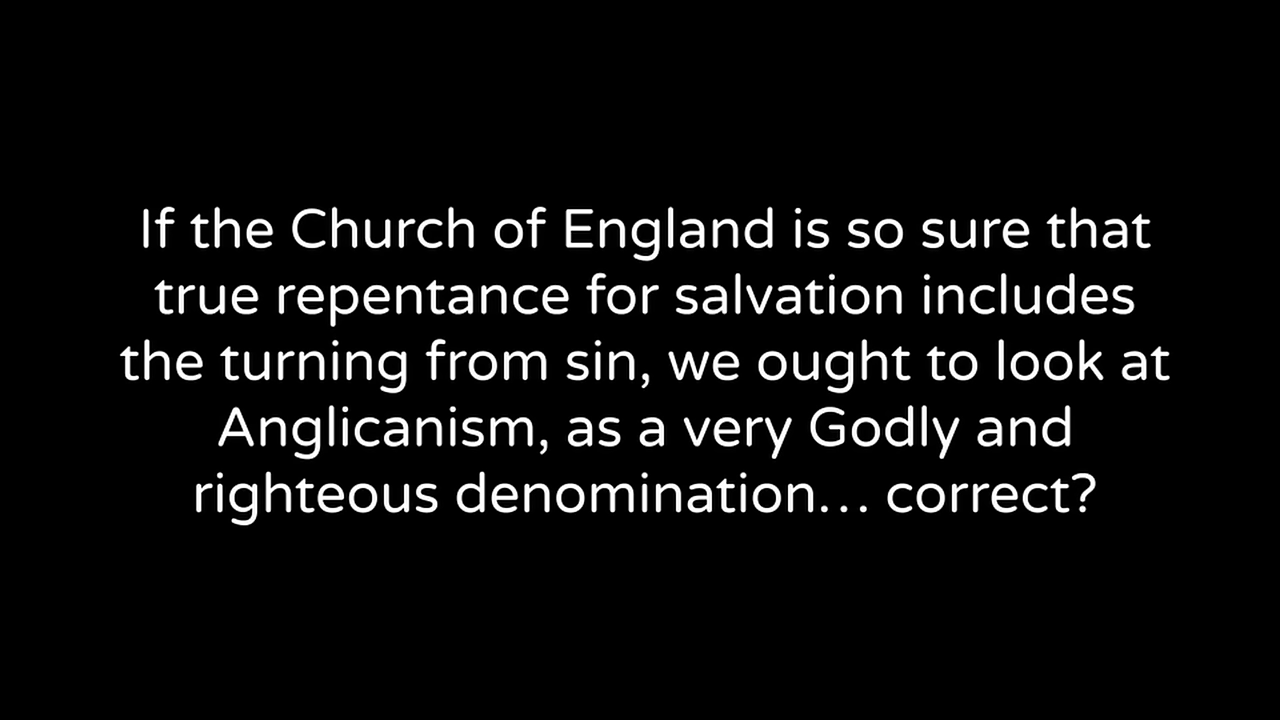 If the Church of England is so sure that
true repentance for salvation includes
the turning from sin, we ought to look at
Anglicanism, as a very Godly and
righteous denomination... correct?